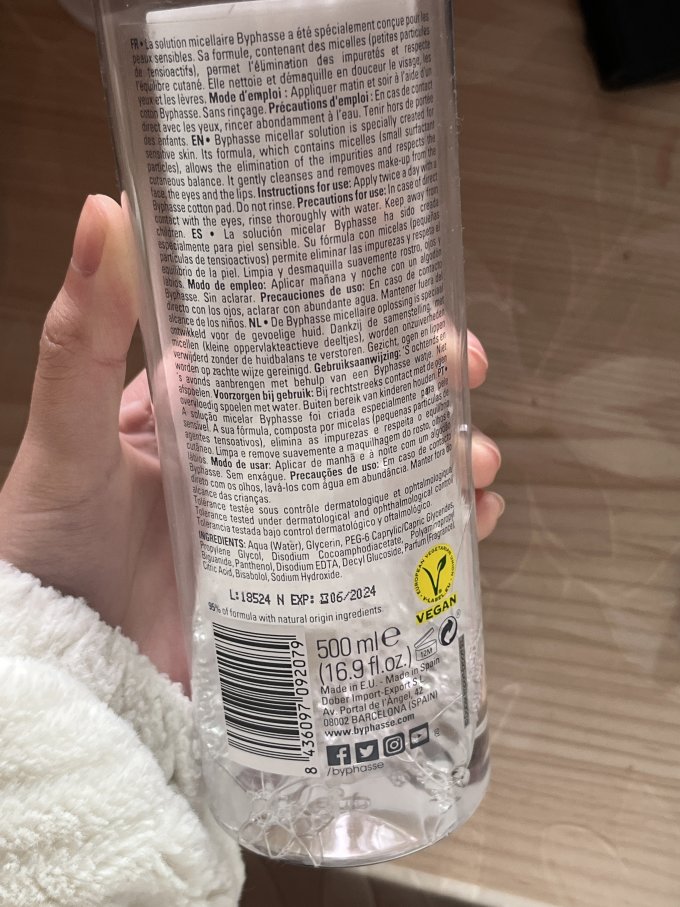 FR • La solution micellaire Byphasse a été spécialement conçue pour les
peaux sensibles. Sa formule, contenant des micelles (petites particules
de tensioactifs), permet l'élimination des impuretés et respecte
l'équilibre cutané. Elle nettoie et démaquille en douceur le visage, les
yeux et les lèvres. Mode d'emploi : Appliquer matin et soir à l'aide d'un
coton Byphasse. Sans rinçage. Précautions d'emploi : En cas de contact
direct avec les yeux, rincer abondamment à l'eau. Tenir hors de portée
des enfants. EN • Byphasse micellar solution is specially created for
sensitive skin. Its formula, which contains micelles (small surfactant
particles), allows the elimination of the impurities and respects the
cutaneous balance. It gently cleanses and removes make-up from the
face, the eyes and the lips. Instructions for use: Apply twice a day with a
Byphasse cotton pad. Do not rinse. Precautions for use: In case of direct
contact with the eyes, rinse thoroughly with water. Keep away from
children. ES • La solución micelar Byphasse ha sido creada
especialmente para piel sensible. Su fórmula con micelas (pequeñas
partículas de tensioactivos) permite eliminar las impurezas y respeta el
equilibrio de la piel. Limpia y desmaquilla suavemente rostro, ojos y
labios. Modo de empleo: Aplicar mañana y noche con un algodón
Byphasse. Sin aclarar. Precauciones de uso: En caso de contacto
directo con los ojos, aclarar con abundante agua. Mantener fuera del
alcance de los niños. NL • De Byphasse micellaire oplossing is speciaal
ontwikkeld voor de gevoelige huid. Dankzij de samenstelling, met
micellen (kleine oppervlakteactieve deeltjes), worden onzuiverheden
verwijderd zonder de huidbalans te verstoren. Gezicht, ogen en lippen
worden op zachte wijze gereinigd. Gebruiksaanwijzing: 'S ochtends en
's avonds aanbrengen met behulp van een Byphasse watje. Niet
afspoelen. Voorzorgen bij gebruik: Bij rechtstreeks contact met de ogen
overvloedig spoelen met water. Buiten bereik van kinderen houden. PT •
A solução micelar Byphasse foi criada especialmente para pele
sensível. A sua fórmula, composta por micelas (pequenas partículas de
agentes tensoativos), elimina as impurezas e respeita o equilíbrio
cutâneo. Limpa e remove suavemente a maquilhagem do rosto, olhos e
lábios. Modo de usar: Aplicar de manhã e à noite com um algodão
Byphasse. Sem enxágue. Precauções de uso: Em caso de contacto
direto com os olhos, lavá-los com água em abundância. Manter fora do
alcance das crianças.
Tolérance testée sous contrôle dermatologique et ophtalmologique
Tolerance tested under dermatological and ophthalmological control
Tolerancia testada bajo control dermatológico y oftalmológico
INGREDIENTS: Aqua (Water), Glycerin, PEG-6 Caprylic/Capric Glycerides,
Propylene Glycol, Disodium Cocoamphodiacetate, Polyaminopropyl
Biguanide, Panthenol, Disodium EDTA, Decyl Glucoside, Parfum (Fragrance),
Citric Acid, Bisabolol, Sodium Hydroxide.
L:18524 N EXP: 06/2024
95% of formula with natural origin ingredients
EUROPEAN VEGETARIAN UNION
V-LABEL.EU
VEGAN
500 ml e
(16.9 fl.oz.)
12M
Made in E.U. - Made in Spain
Dober Import-Export S.L.
Av. Portal de l'Àngel, 42
08002 BARCELONA (SPAIN)
www.byphasse.com
/byphasse
8 436097 092079